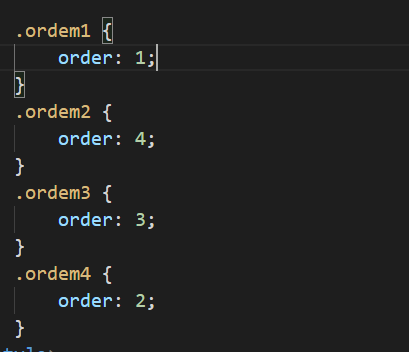 .ordem1 {
    order: 1;
}
.ordem2 {
    order: 4;
}
.ordem3 {
    order: 3;
}
.ordem4 {
    order: 2;
}